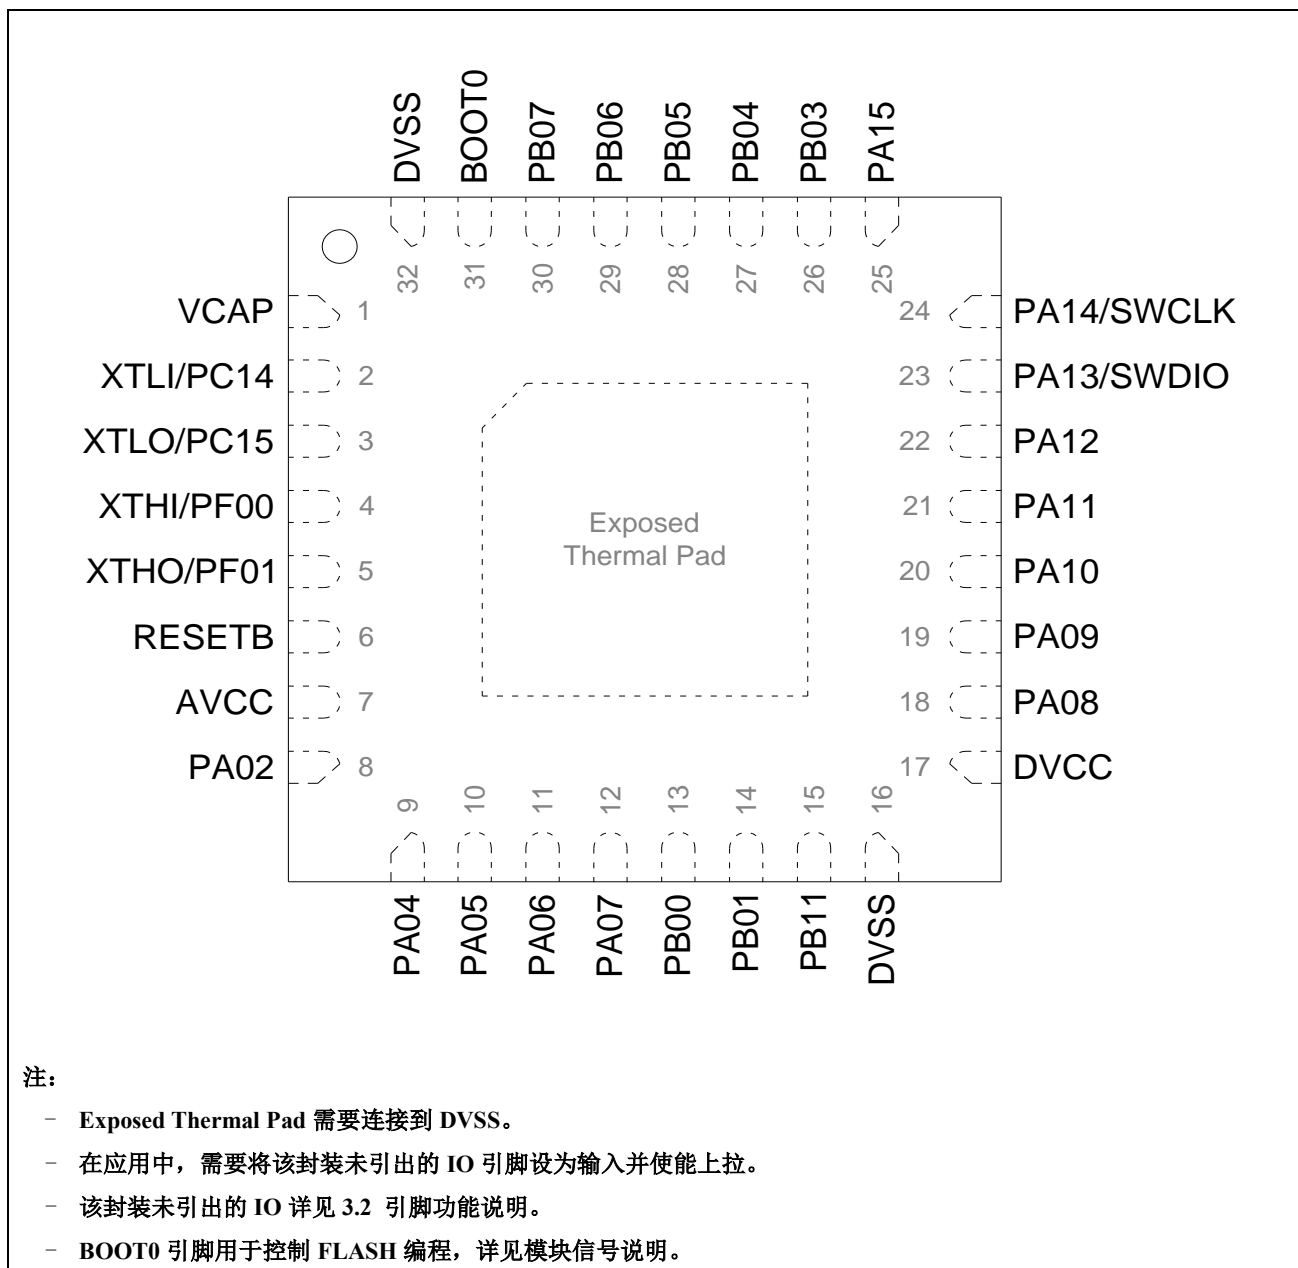 DVSS
BOOT0
PB07
PB06
PB05
PB04
PB03
PA15
32
31
30
29
28
27
26
25
VCAP 1
XTLI/PC14 2
XTLO/PC15 3
XTHI/PF00 4
XTHO/PF01 5
RESETB 6
AVCC 7
PA02 8
24 PA14/SWCLK
23 PA13/SWDIO
22 PA12
21 PA11
20 PA10
19 PA09
18 PA08
17 DVCC
Exposed
Thermal Pad
9
10
11
12
13
14
15
16
PA04
PA05
PA06
PA07
PB00
PB01
PB11
DVSS
注：
－ Exposed Thermal Pad 需要连接到 DVSS。
－ 在应用中，需要将该封装未引出的 IO 引脚设为输入并使能上拉。
－ 该封装未引出的 IO 详见 3.2 引脚功能说明。
－ BOOT0 引脚用于控制 FLASH 编程，详见模块信号说明。